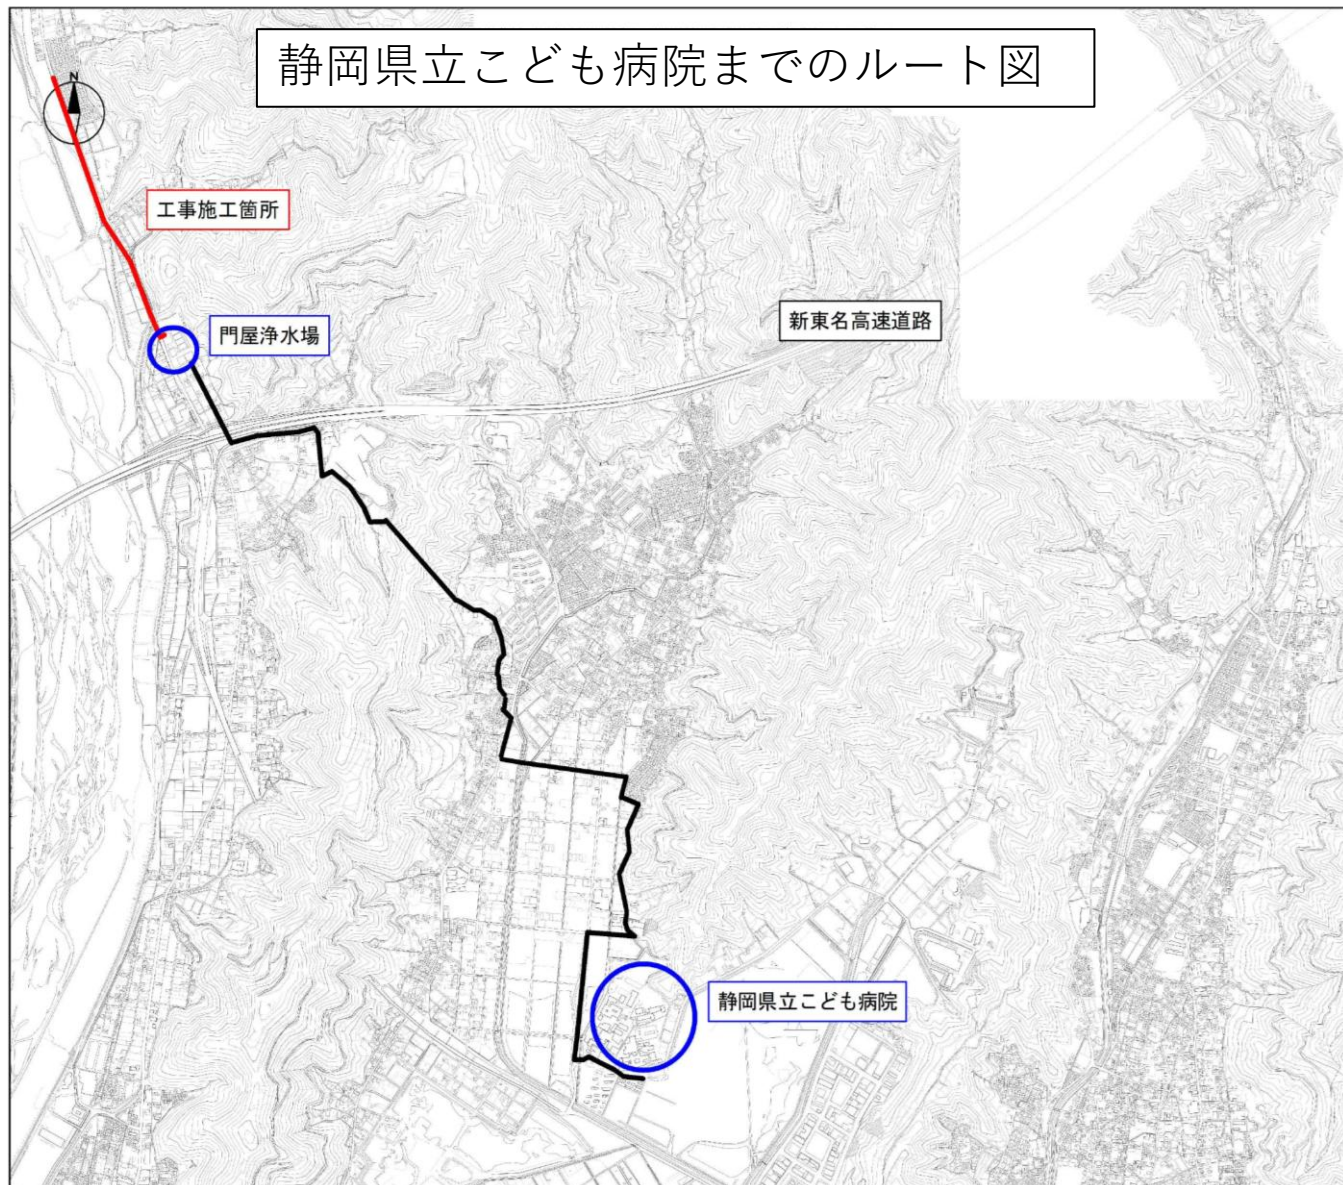 静岡県立こども病院までのルート図
N
工事施工箇所
門屋浄水場
新東名高速道路
静岡県立こども病院